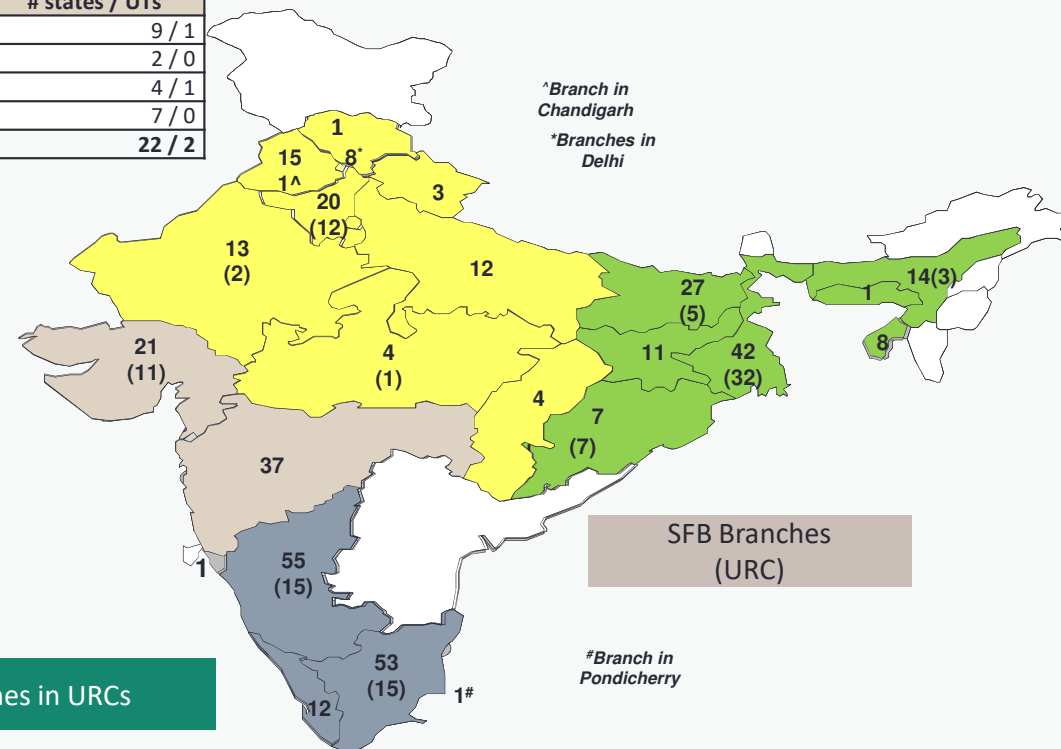 # states / UTs
9 / 1
2 / 0
4 / 1
7 / 0
22 / 2
^Branch in
Chandigarh
*Branches in
Delhi
1
15
8*
1^
3
20
(12)
13
(2)
12
27
(5)
14(3)
1
8
21
(11)
4
(1)
11
42
(32)
4
7
(7)
37
SFB Branches
(URC)
1
55
(15)
53
(15)
#Branch in
Pondicherry
1#
12
in URCs